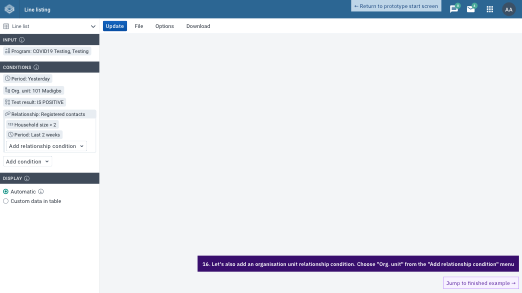 Line listing
← Return to prototype start screen
AA
Line list
Update
File
Options
Download
INPUT
Program: COVID19 Testing, Testing
CONDITIONS
Period: Yesterday
Org. unit: 101 Madigbo
Test result: IS POSITIVE
Relationship: Registered contacts
Household size > 2
Period: Last 2 weeks
Add relationship condition
Add condition
DISPLAY
Automatic
Custom data in table
16. Let's also add an organisation unit relationship condition. Choose "Org. unit" from the "Add relationship condition" menu
Jump to finished example →